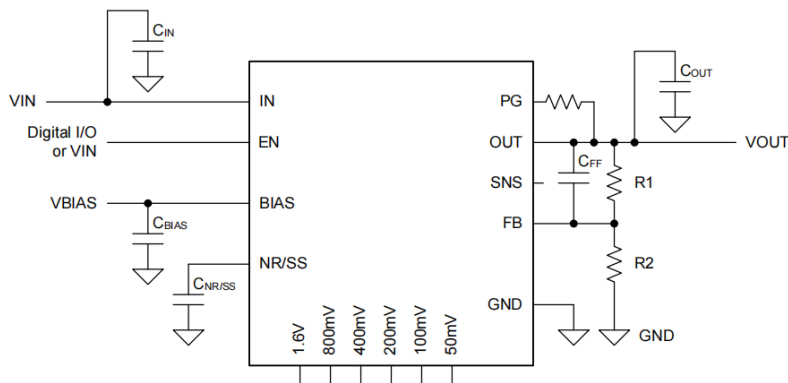 CIN
COUT
VIN
IN
PG
Digital I/O
or VIN
EN
OUT
VOUT
CFF
SNS
R1
VBIAS
BIAS
FB
CBIAS
NR/SS
R2
CNR/SS
GND
GND
1.6V
800mV
400mV
200mV
100mV
50mV